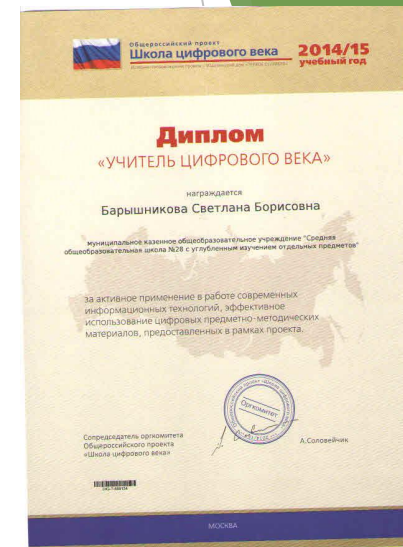 Общероссийский проект
Школа цифрового века
2014/15
учебный год
Диплом
«УЧИТЕЛЬ ЦИФРОВОГО ВЕКА»
награждается
Барышникова Светлана Борисовна
муниципальное казенное общеобразовательное учреждение "Средняя
общеобразовательная школа №28 с углубленным изучением отдельных предметов"
за активное применение в работе современных
информационных технологий, эффективное
использование цифровых предметно-методических
материалов, предоставленных в рамках проекта.
Оргкомитет
Сопредседатель оргкомитета
Общероссийского проекта
«Школа цифрового века»
А.Соловейчик
МОСКВА